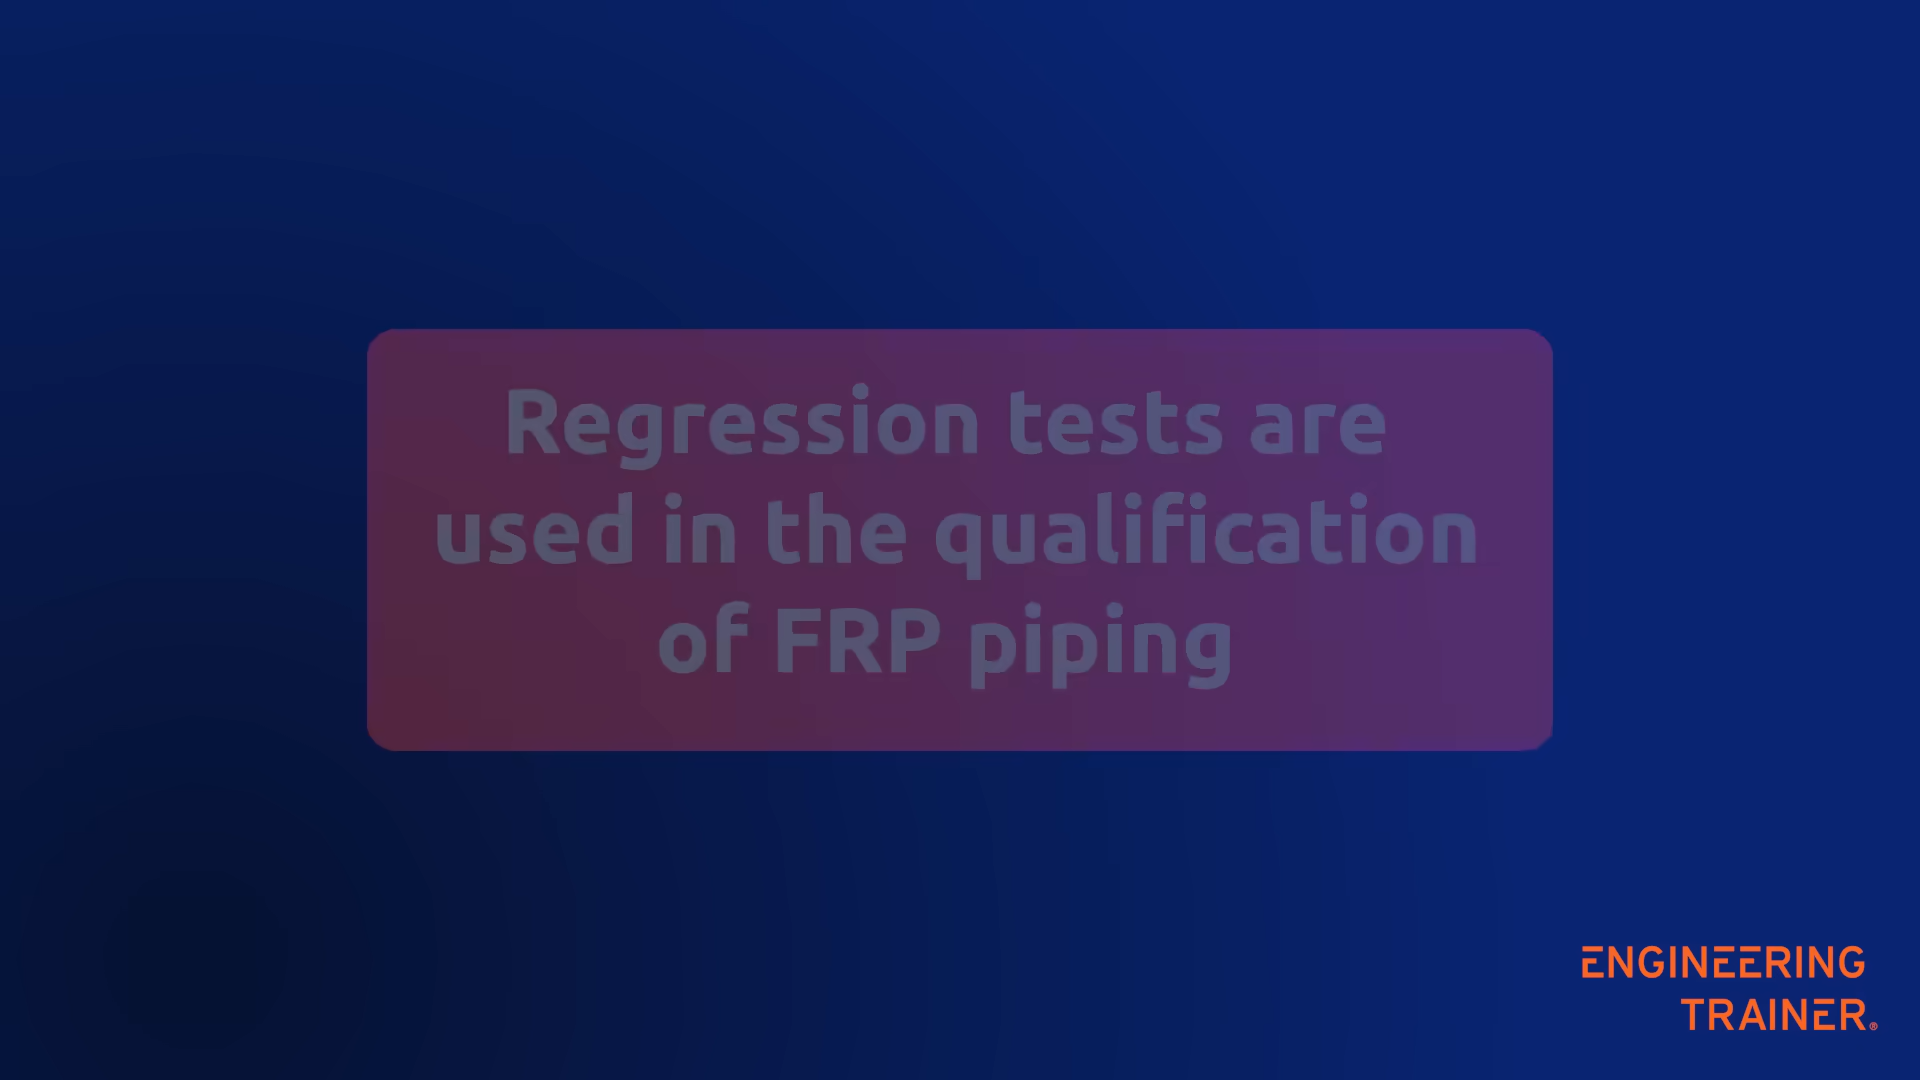 Regression tests are
used in the qualification
of FRP piping
ENGINEERING
TRAINER®